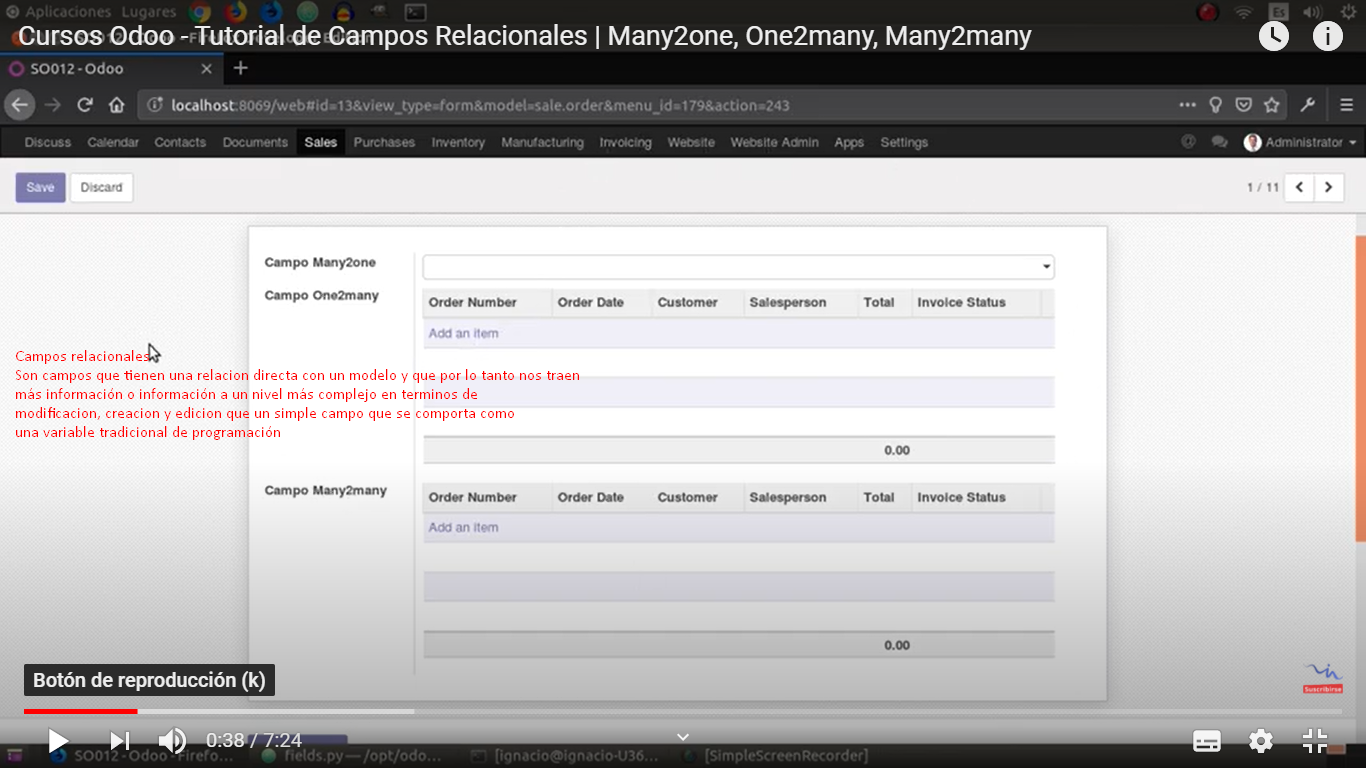 Aplicaciones Lugares Es
Cursos Odoo - Tutorial de Campos Relacionales | Many2one, One2many, Many2many
SO012 - Odoo
localhost:8069/web#id=13&view_type=form&model=sale.order&menu_id=179&action=243
Discuss Calendar Contacts Documents Sales Purchases Inventory Manufacturing Invoicing Website Website Admin Apps Settings @ Administrator
Save Discard 1 / 11
Campo Many2one
Campo One2many
Order Number Order Date Customer Salesperson Total Invoice Status
Add an item
Campos relacionales
Son campos que tienen una relacion directa con un modelo y que por lo tanto nos traen
más información o información a un nivel más complejo en terminos de
modificacion, creacion y edicion que un simple campo que se comporta como
una variable tradicional de programación
0.00
Campo Many2many
Order Number Order Date Customer Salesperson Total Invoice Status
Add an item
0.00
Botón de reproducción (k)
Suscribirse
0:38 / 7:24
SO012 - Odoo - Firefo... fields.py — /opt/odo... [ignacio@ignacio-U36... [SimpleScreenRecorder]